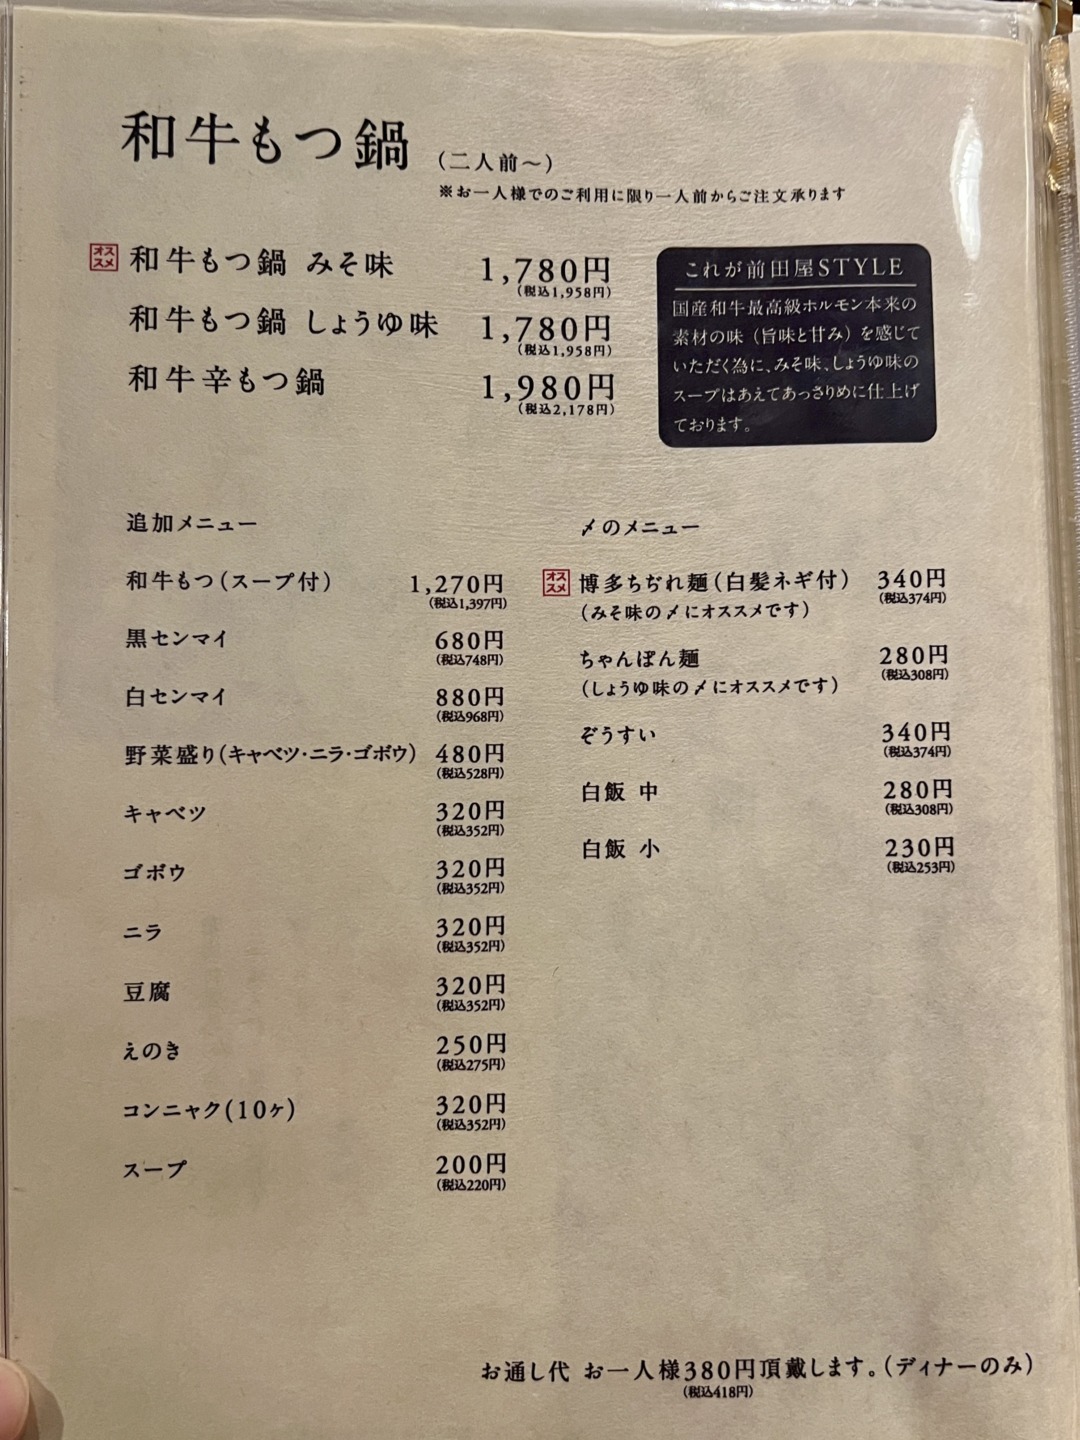 和牛もつ鍋 (二人前〜)
※お一人様でのご利用に限り一人前からご注文承ります
オススメ 和牛もつ鍋 みそ味 1,780円
(税込1,958円)
和牛もつ鍋 しょうゆ味 1,780円
(税込1,958円)
和牛辛もつ鍋 1,980円
(税込2,178円)
これが前田屋STYLE
国産和牛最高級ホルモン本来の
素材の味（旨味と甘み）を感じて
いただく為に、みそ味、しょうゆ味の
スープはあえてあっさりめに仕上げ
ております。
追加メニュー
和牛もつ(スープ付) 1,270円
(税込1,397円)
黒センマイ 680円
(税込748円)
白センマイ 880円
(税込968円)
野菜盛り(キャベツ・ニラ・ゴボウ) 480円
(税込528円)
キャベツ 320円
(税込352円)
ゴボウ 320円
(税込352円)
ニラ 320円
(税込352円)
豆腐 320円
(税込352円)
えのき 250円
(税込275円)
コンニャク(10ヶ) 320円
(税込352円)
スープ 200円
(税込220円)
〆のメニュー
オススメ 博多ちぢれ麺(白髪ネギ付) 340円
(税込374円)
(みそ味の〆にオススメです)
ちゃんぽん麺 280円
(税込308円)
(しょうゆ味の〆にオススメです)
ぞうすい 340円
(税込374円)
白飯 中 280円
(税込308円)
白飯 小 230円
(税込253円)
お通し代 お一人様380円頂戴します。(ディナーのみ)
(税込418円)